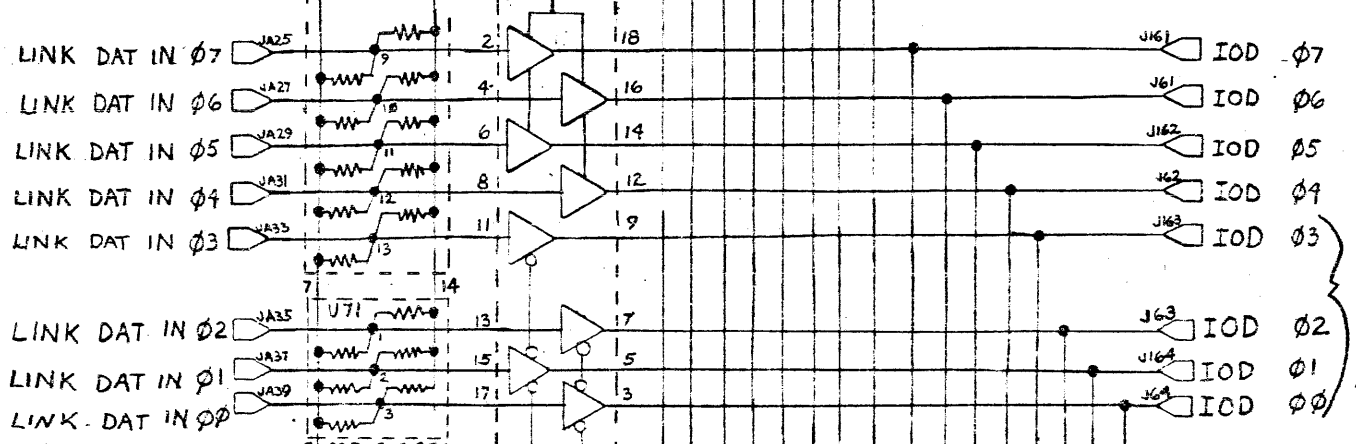 LINK DAT IN Ø7 JA25 9 2 18 J161 IOD Ø7
LINK DAT IN Ø6 JA27 1Ø 4 16 J61 IOD Ø6
LINK DAT IN Ø5 JA29 11 6 14 J162 IOD Ø5
LINK DAT IN Ø4 JA31 12 8 12 J62 IOD Ø4
LINK DAT IN Ø3 JA33 13 11 9 J163 IOD Ø3
7 14
U71
LINK DAT IN Ø2 JA35 1 13 7 J63 IOD Ø2
LINK DAT IN Ø1 JA37 2 15 5 J164 IOD Ø1
LINK DAT IN ØØ JA39 3 17 3 J64 IOD ØØ